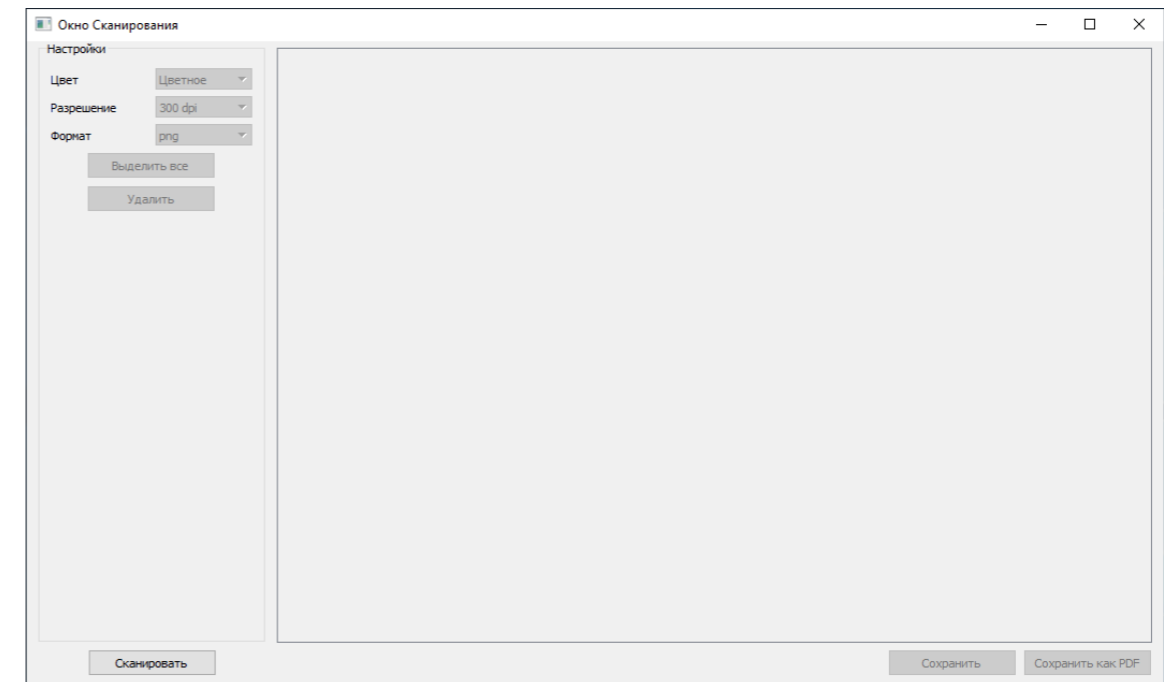 Окно Сканирования
Настройки
Цвет Цветное
Разрешение 300 dpi
Формат png
Выделить все
Удалить
Сканировать Сохранить Сохранить как PDF